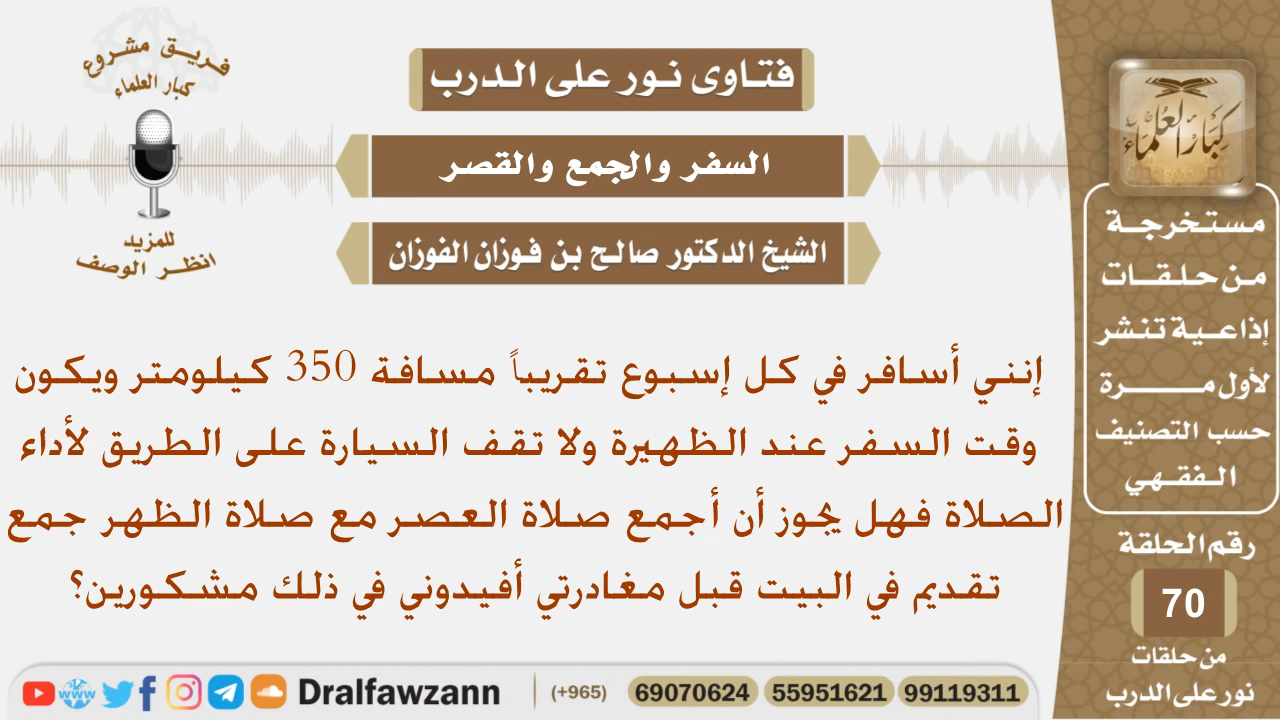 فريق مشروع
كبار العلماء
للمزيد
انظر الوصف
فتاوى نور على الدرب
السفر والجمع والقصر
الشيخ الدكتور صالح بن فوزان الفوزان
إنني أسافر في كل إسبوع تقريباً مسافة 350 كيلومتر ويكون
وقت السفر عند الظهيرة ولا تقف السيارة على الطريق لأداء
الصلاة فهل يجوز أن أجمع صلاة العصر مع صلاة الظهر جمع
تقديم في البيت قبل مغادرتي أفيدوني في ذلك مشكورين؟
كبار العلماء
مستخرجة
من حلقات
إذاعية تنشر
لأول مرة
حسب التصنيف
الفقهي
رقم الحلقة
70
من حلقات
نور على الدرب
www
Dralfawzann
(+965)
69070624
55951621
99119311